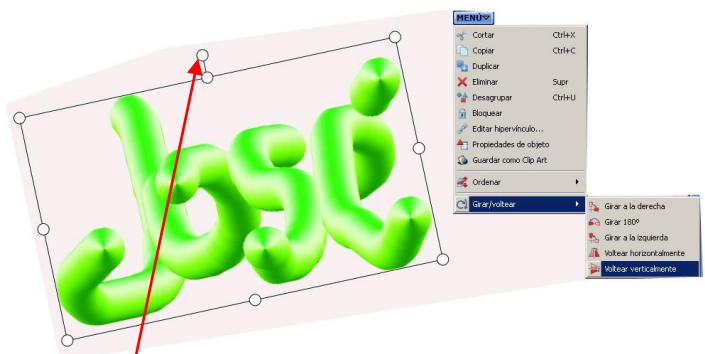 MENÚ
Cortar Ctrl+X
Copiar Ctrl+C
Duplicar
Eliminar Supr
Desagrupar Ctrl+U
Bloquear
Editar hipervínculo...
Propiedades de objeto
Guardar como Clip Art
Ordenar
Girar/voltear
Girar a la derecha
Girar 180º
Girar a la izquierda
Voltear horizontalmente
Voltear verticalmente